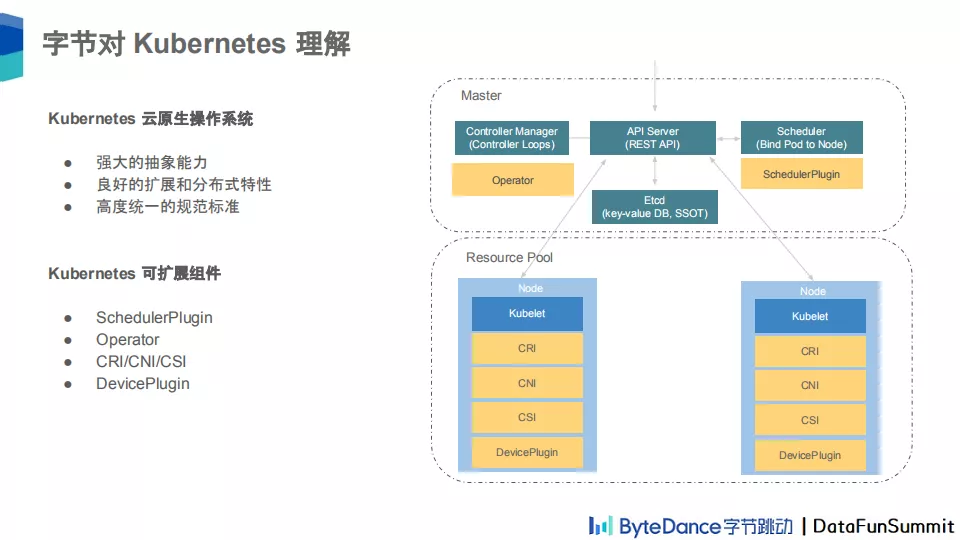 字节对 Kubernetes 理解
Kubernetes 云原生操作系统
● 强大的抽象能力
● 良好的扩展和分布式特性
● 高度统一的规范标准
Kubernetes 可扩展组件
● SchedulerPlugin
● Operator
● CRI/CNI/CSI
● DevicePlugin
Master
Controller Manager
(Controller Loops)
API Server
(REST API)
Scheduler
(Bind Pod to Node)
Operator
SchedulerPlugin
Etcd
(key-value DB, SSOT)
Resource Pool
Node
Kubelet
CRI
CNI
CSI
DevicePlugin
Node
Kubelet
CRI
CNI
CSI
DevicePlugin
ByteDance字节跳动 | DataFunSummit